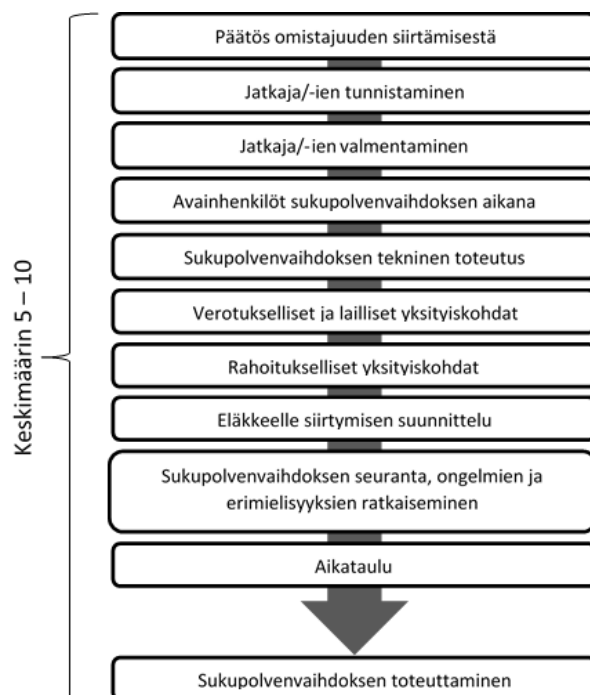 Päätös omistajuuden siirtämisestä
Jatkaja/-ien tunnistaminen
Jatkaja/-ien valmentaminen
Avainhenkilöt sukupolvenvaihdoksen aikana
Sukupolvenvaihdoksen tekninen toteutus
Verotukselliset ja lailliset yksityiskohdat
Rahoitukselliset yksityiskohdat
Eläkkeelle siirtymisen suunnittelu
Sukupolvenvaihdoksen seuranta, ongelmien ja
erimielisyyksien ratkaiseminen
Aikataulu
Sukupolvenvaihdoksen toteuttaminen
Keskimäärin 5 – 10